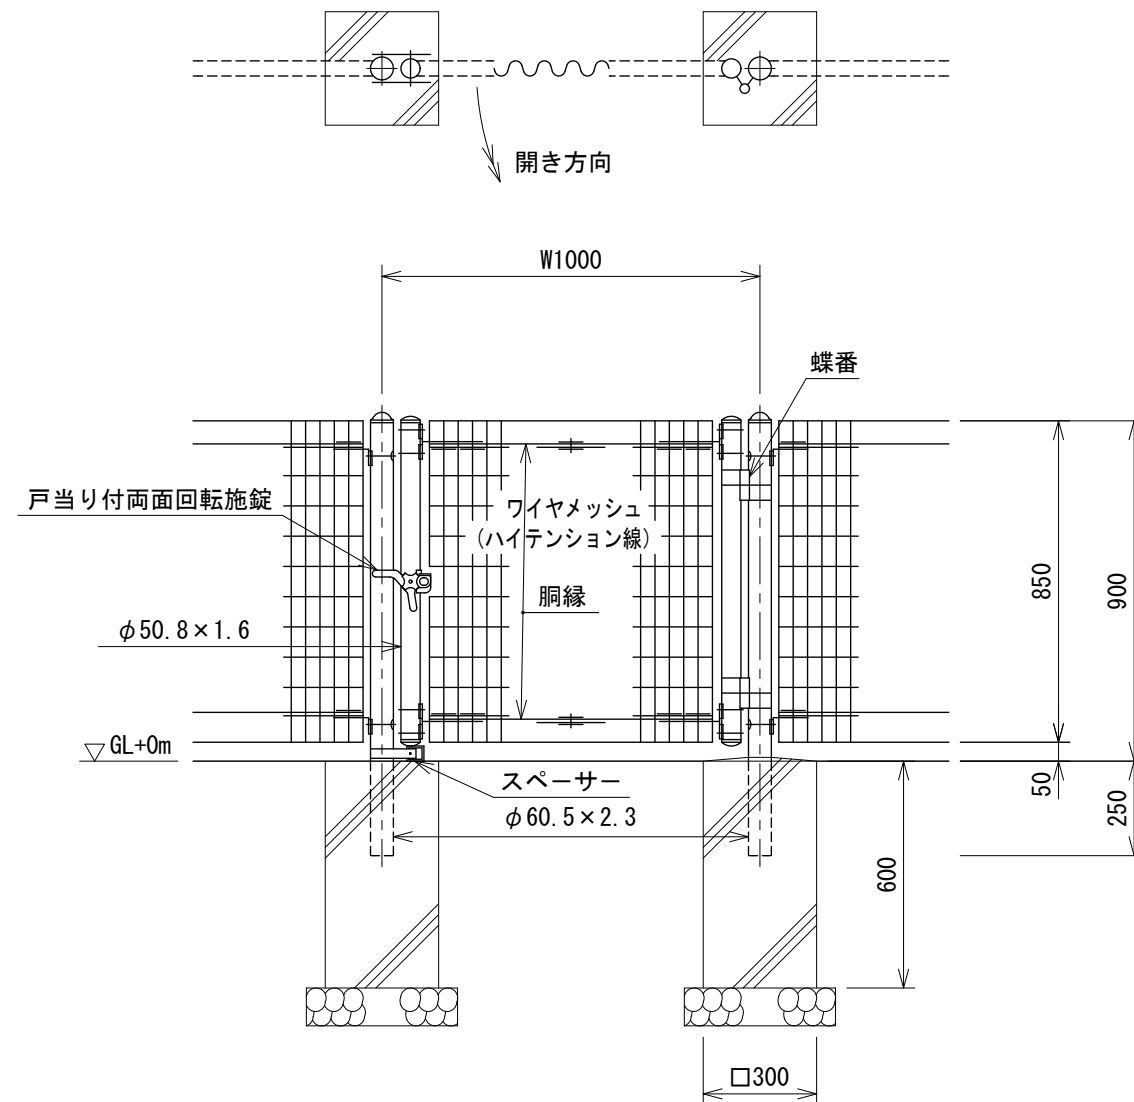 開き方向
W1000
蝶番
戸当り付両面回転施錠
ワイヤメッシュ
(ハイテンション線)
胴縁
φ50.8×1.6
850
900
GL+0m
スペーサー
φ60.5×2.3
50
250
600
□300